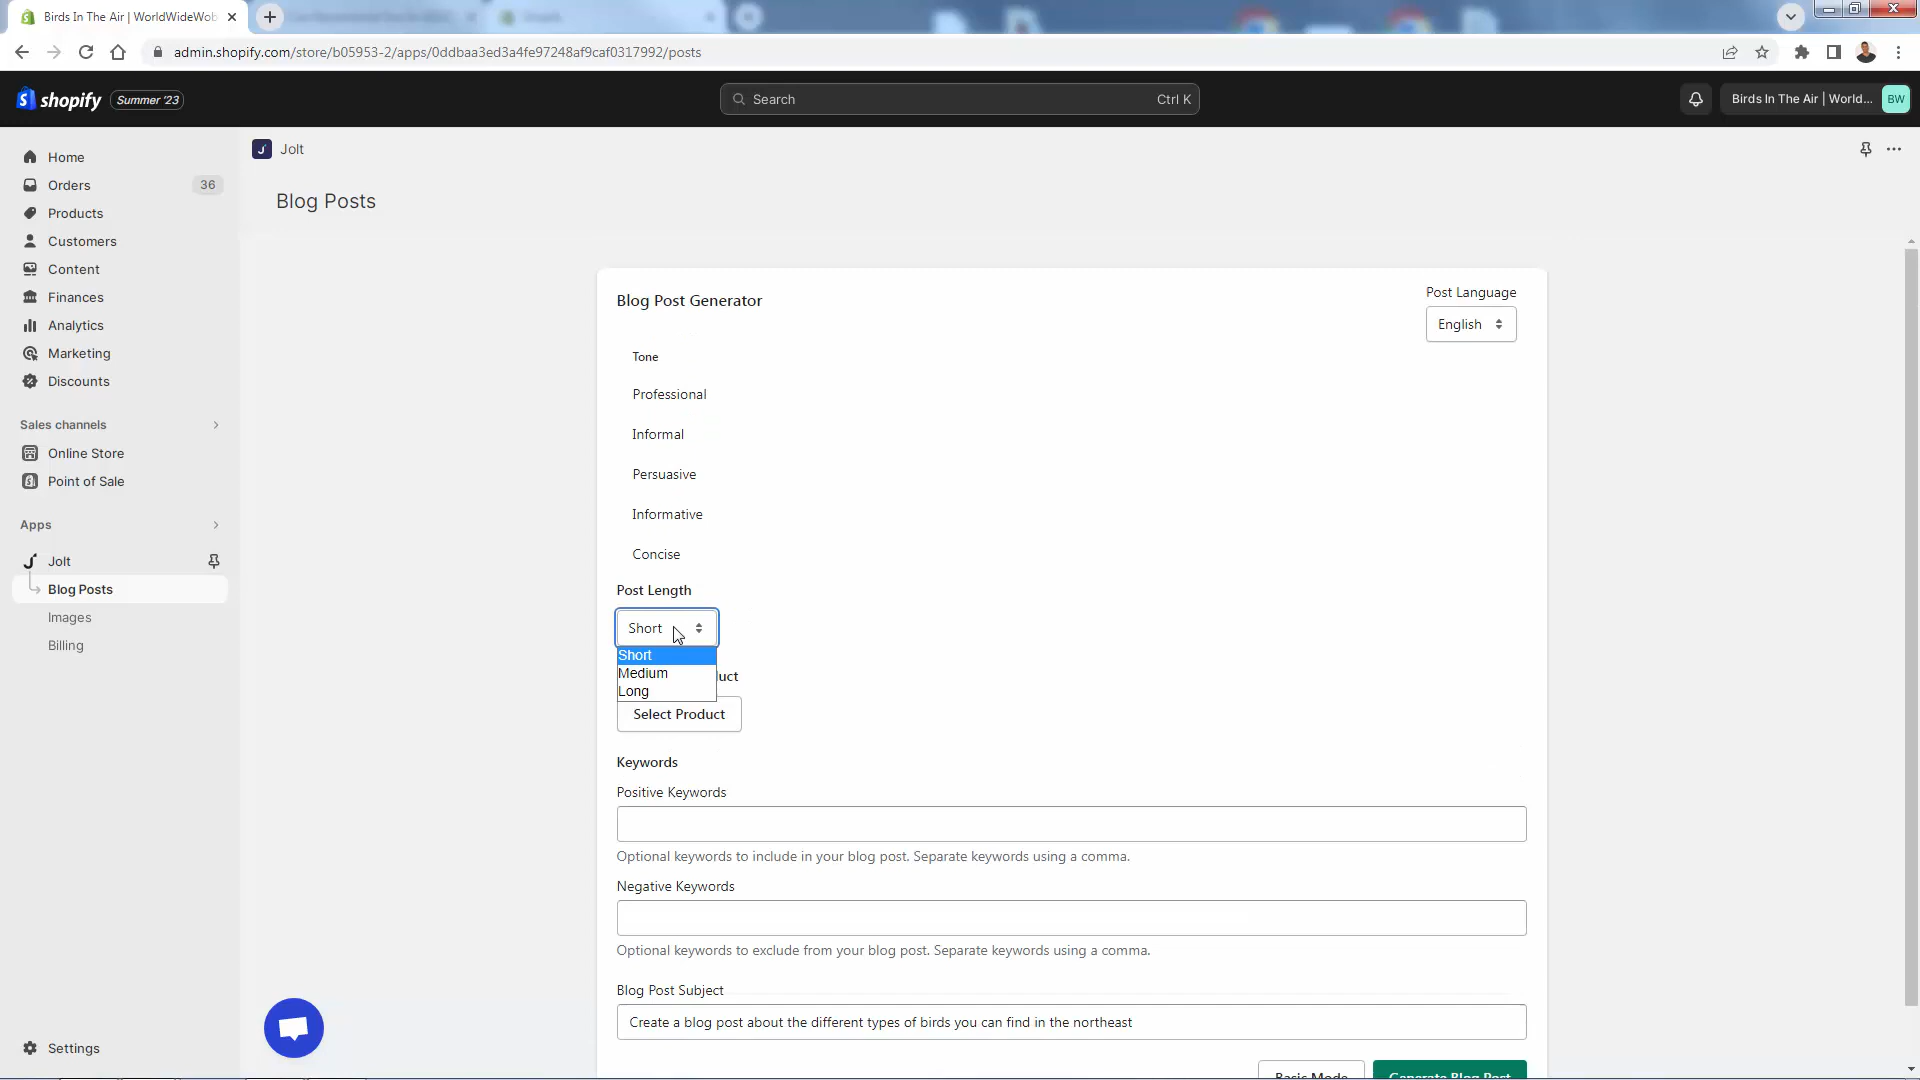 Birds In The Air | WorldWideWob
admin.shopify.com/store/b05953-2/apps/0ddbaa3ed3a4fe97248af9caf0317992/posts
shopify
Summer '23
Search
Ctrl K
Birds In The Air | World...
BW
Home
Orders
36
Products
Customers
Content
Finances
Analytics
Marketing
Discounts
Sales channels
Online Store
Point of Sale
Apps
Jolt
Blog Posts
Images
Billing
Settings
Jolt
Blog Posts
Blog Post Generator
Post Language
English
Tone
Professional
Informal
Persuasive
Informative
Concise
Post Length
Short
Short
Medium
Long
uct
Select Product
Keywords
Positive Keywords
Optional keywords to include in your blog post. Separate keywords using a comma.
Negative Keywords
Optional keywords to exclude from your blog post. Separate keywords using a comma.
Blog Post Subject
Create a blog post about the different types of birds you can find in the northeast
Basic Mode
Generate Blog Post